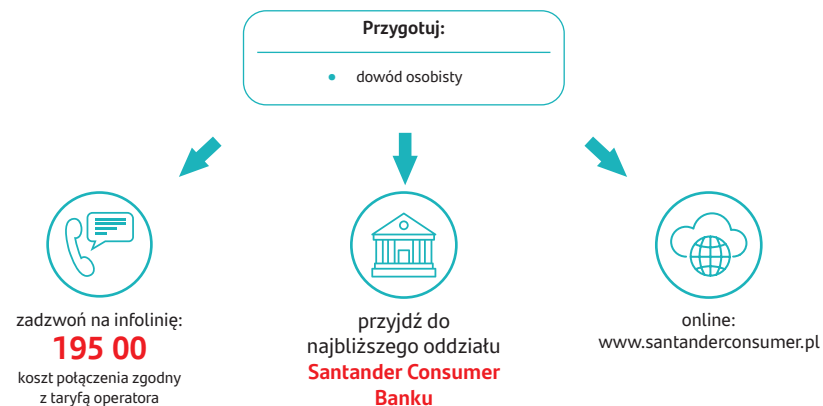 Przygotuj:
• dowód osobisty
zadzwoń na infolinię:
195 00
koszt połączenia zgodny
z taryfą operatora
przyjdź do
najbliższego oddziału
Santander Consumer
Banku
online:
www.santanderconsumer.pl